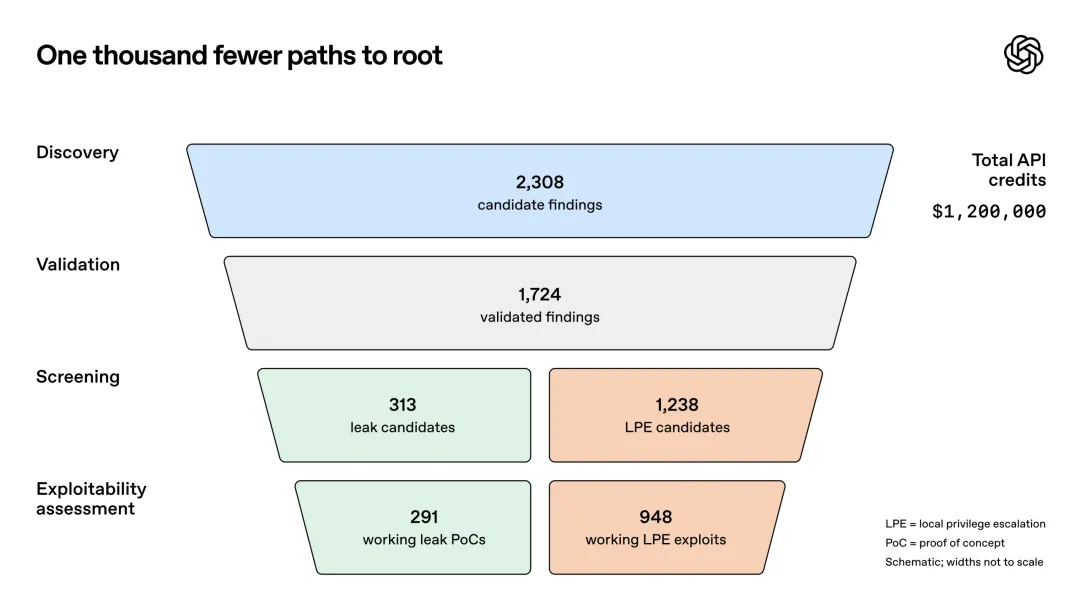 One thousand fewer paths to root
Discovery
2,308
candidate findings
Total API
credits
$1,200,000
Validation
1,724
validated findings
Screening
313
leak candidates
1,238
LPE candidates
Exploitability
assessment
291
working leak PoCs
948
working LPE exploits
LPE = local privilege escalation
PoC = proof of concept
Schematic; widths not to scale